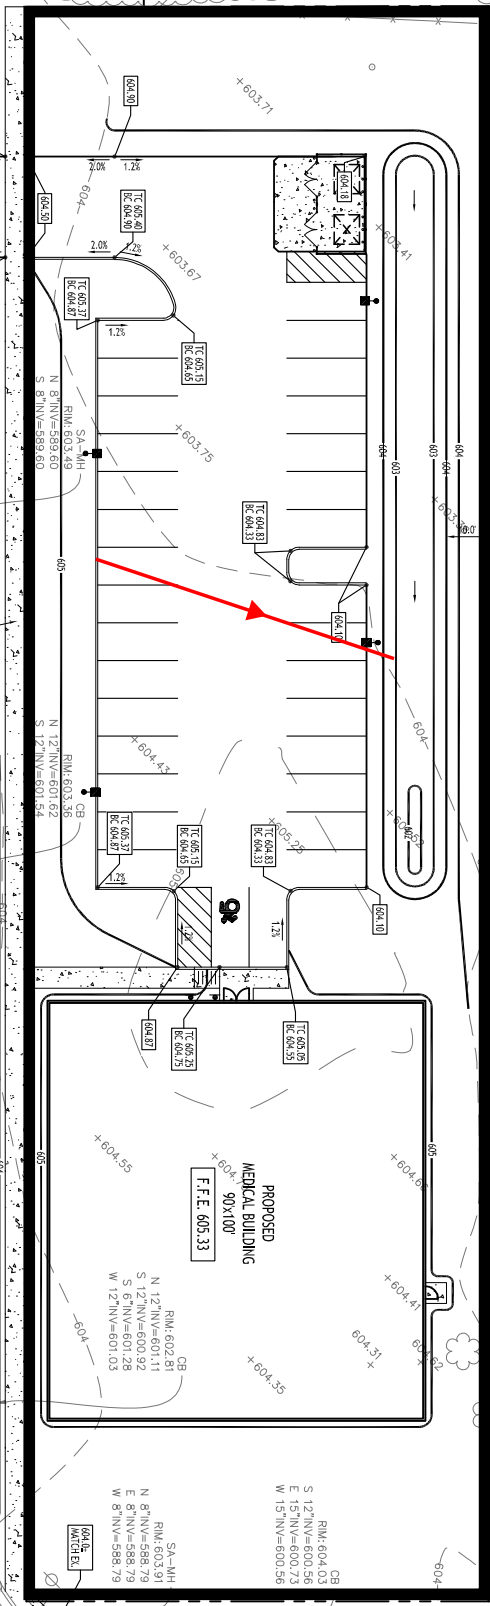 +603.71
604.90
2.0%
1.2%
604
604.50
TC 605.40
BC 604.90
2.0%
1.2%
+603.67
604.18
+603.41
TC 605.37
BC 604.87
1.2%
TC 605.15
BC 604.65
SA-MH
RIM: 603.49
N 8"INV=589.60
S 8"INV=589.60
+603.75
604
603
603
604
604
TC 604.83
BC 604.33
605
604.10
604
CB
RIM: 603.36
N 12"INV=601.62
S 12"INV=601.54
+604.43
+605.25
602
TC 605.37
BC 604.87
1.2%
TC 605.15
BC 604.65
605
TC 604.83
BC 604.33
604.10
1.2%
1.2%
604.87
TC 605.25
BC 604.75
TC 605.05
BC 604.55
605
605
+604.55
+604.66
PROPOSED
MEDICAL BUILDING
90'x100'
F.F.E. 605.33
+604.41
604.31
604.62
+604.35
CB
RIM: 602.81
N 12"INV=601.11
S 12"INV=600.92
S 6"INV=601.28
W 12"INV=601.03
604
CB
RIM: 604.03
S 12"INV=600.56
E 15"INV=600.73
W 15"INV=600.56
SA-MH
RIM: 603.91
N 8"INV=588.79
E 8"INV=588.79
W 8"INV=588.79
604.0±
MATCH EX.
604